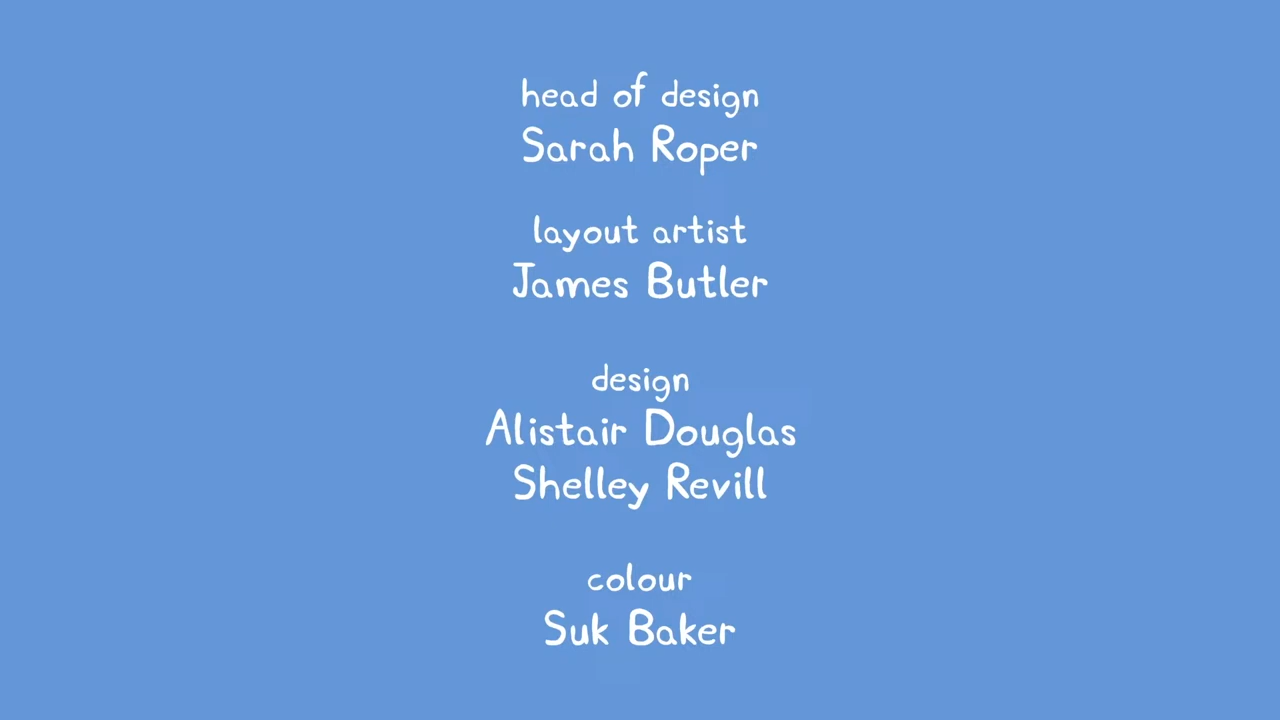 head of design
Sarah Roper
layout artist
James Butler
design
Alistair Douglas
Shelley Revill
colour
Suk Baker